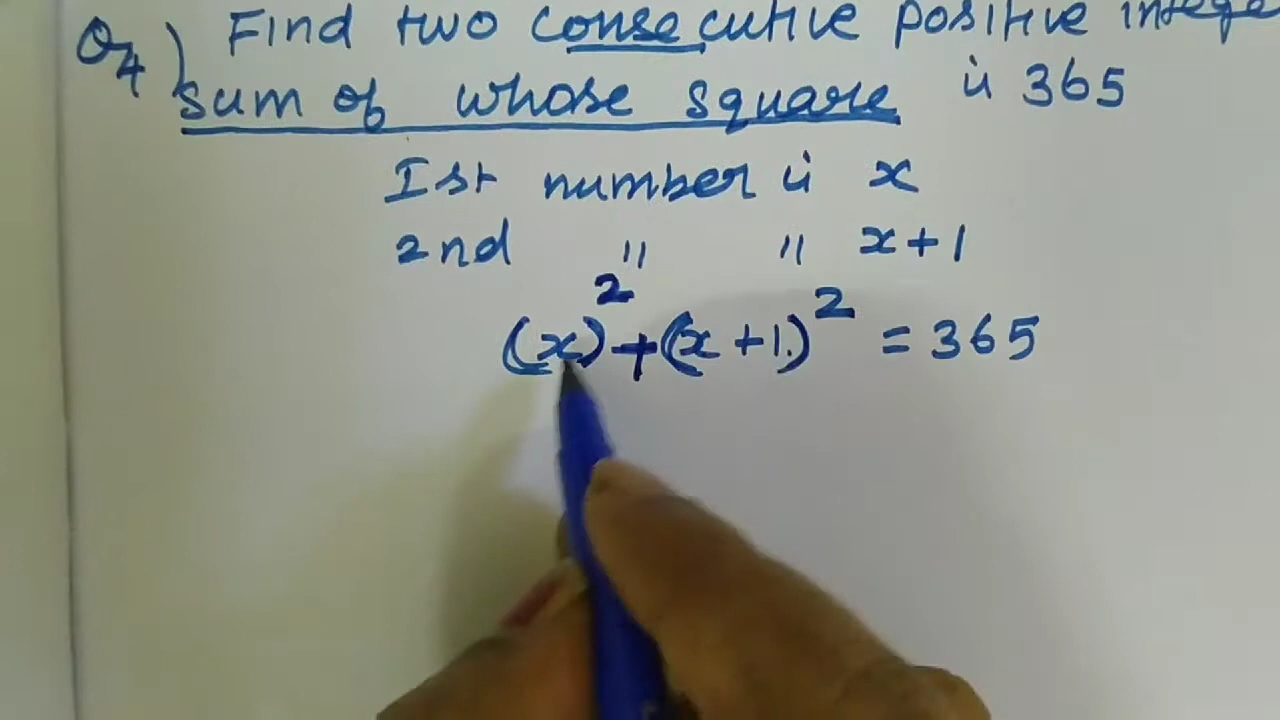 Q4) Find two consecutive positive intege
sum of whose square is 365
Ist number is x
2nd " " x+1
(x)²+(x+1)² = 365